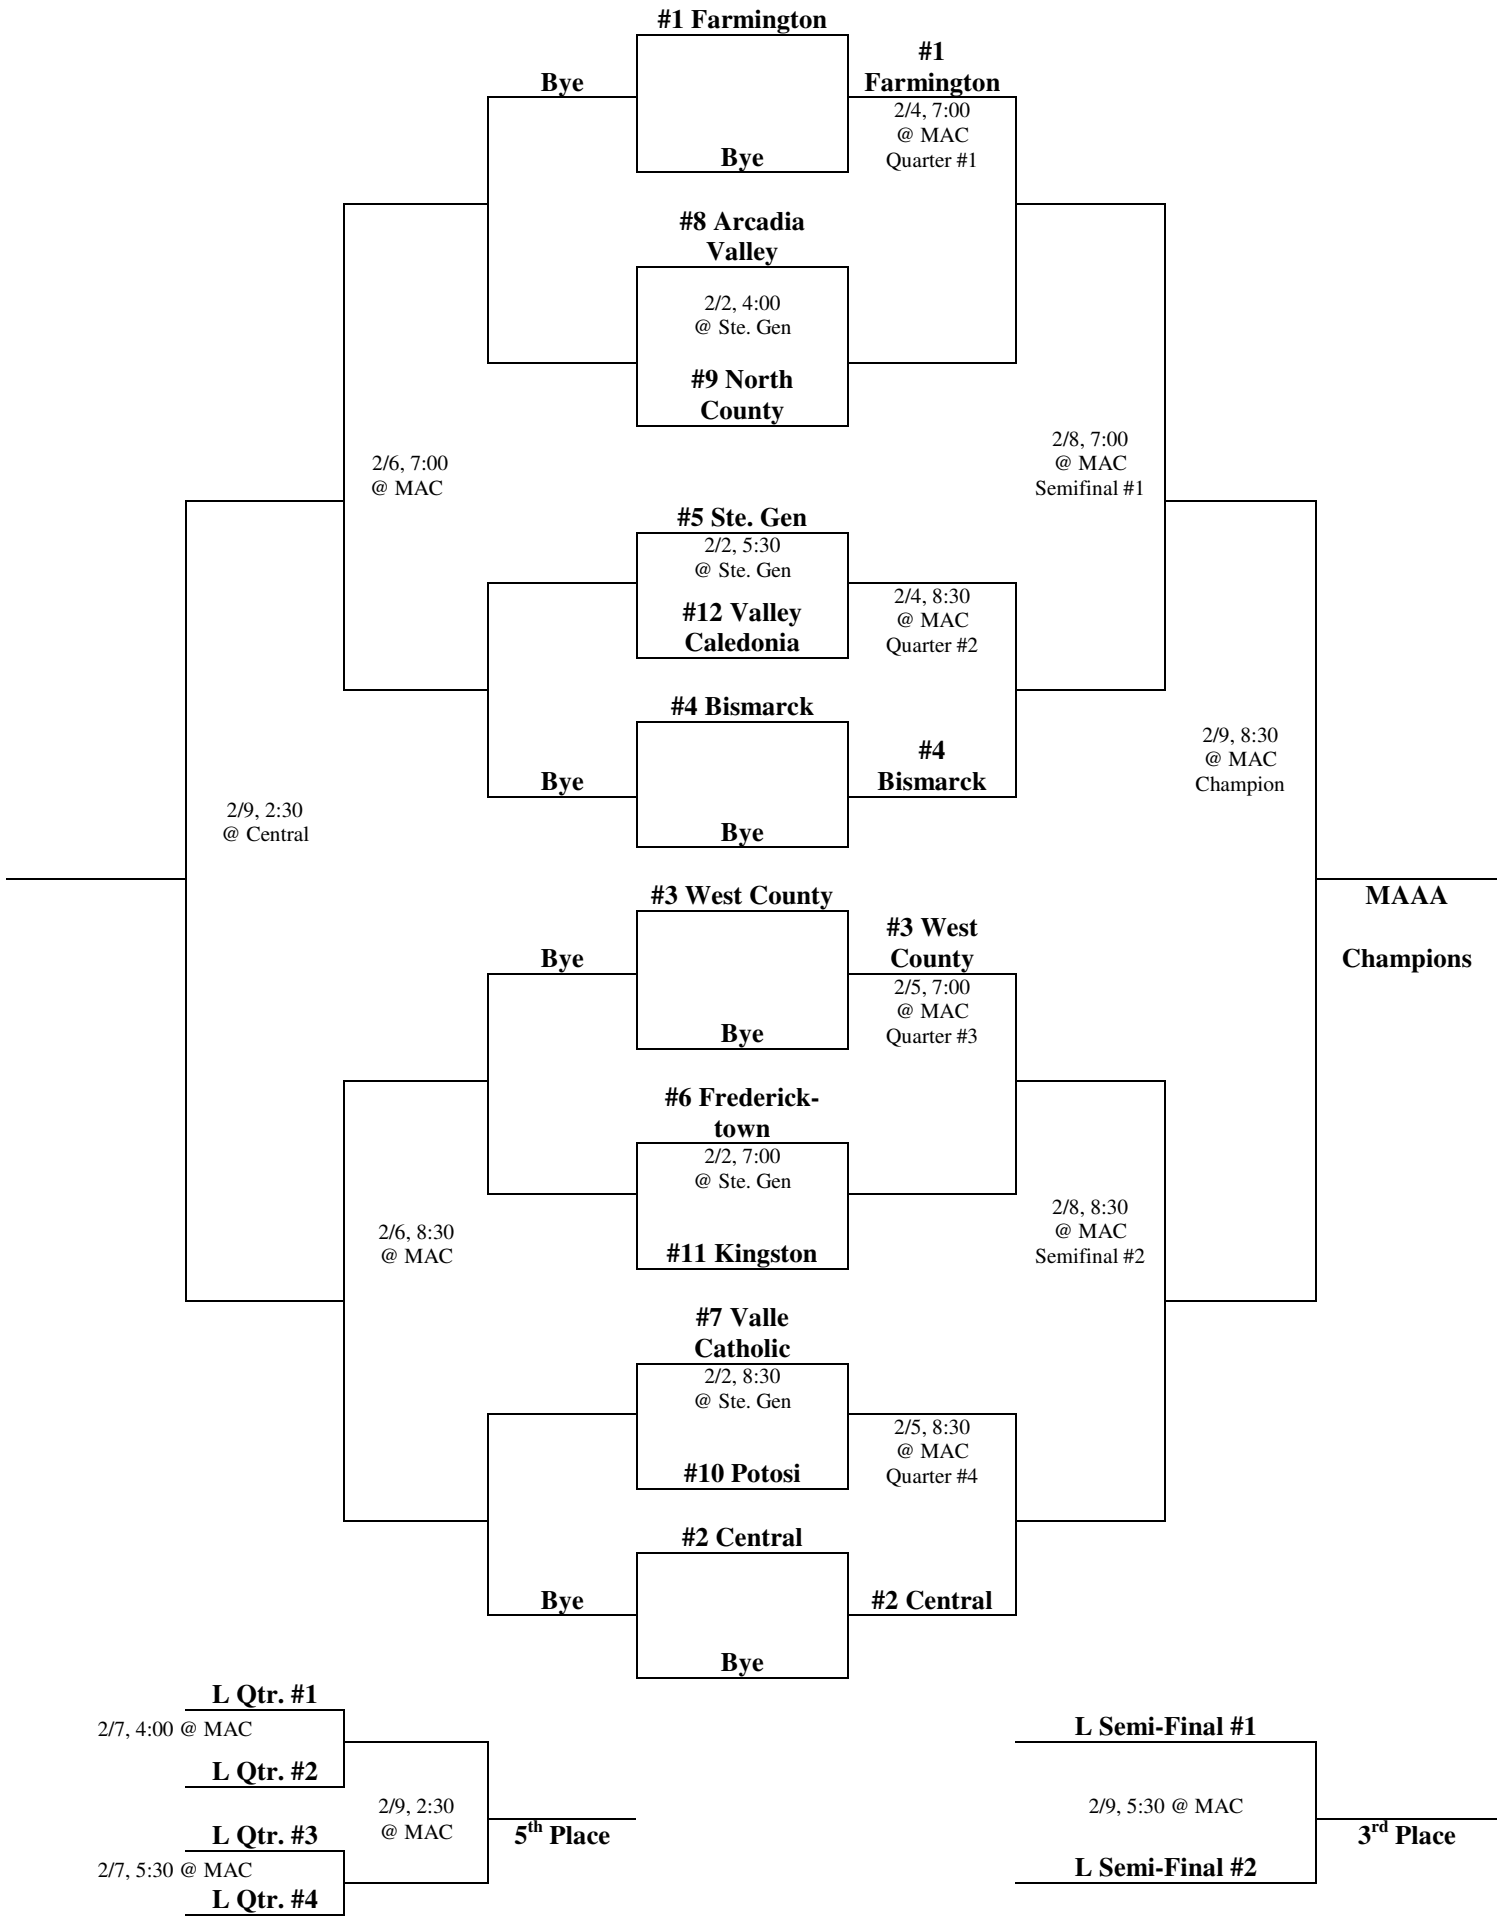 #1 Farmington
#1
Farmington
Bye
2/4, 7:00
@ MAC
Quarter #1
Bye
#8 Arcadia
Valley
2/2, 4:00
@ Ste. Gen
#9 North
County
2/6, 7:00
@ MAC
2/8, 7:00
@ MAC
Semifinal #1
#5 Ste. Gen
2/2, 5:30
@ Ste. Gen
#12 Valley
Caledonia
2/4, 8:30
@ MAC
Quarter #2
#4 Bismarck
#4
Bismarck
Bye
Bye
2/9, 8:30
@ MAC
Champion
2/9, 2:30
@ Central
MAAA
Champions
#3 West County
#3 West
County
Bye
2/5, 7:00
@ MAC
Quarter #3
Bye
#6 Frederick-
town
2/2, 7:00
@ Ste. Gen
#11 Kingston
2/6, 8:30
@ MAC
2/8, 8:30
@ MAC
Semifinal #2
#7 Valle
Catholic
2/2, 8:30
@ Ste. Gen
#10 Potosi
2/5, 8:30
@ MAC
Quarter #4
#2 Central
Bye
#2 Central
Bye
L Qtr. #1
2/7, 4:00 @ MAC
L Qtr. #2
2/9, 2:30
@ MAC
5th Place
L Qtr. #3
2/7, 5:30 @ MAC
L Qtr. #4
L Semi-Final #1
2/9, 5:30 @ MAC
3rd Place
L Semi-Final #2